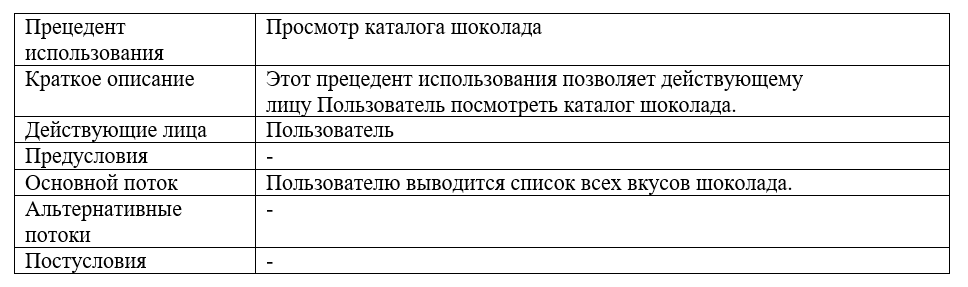 Прецедент Просмотр каталога шоколада
использования
Краткое описание Этот прецедент использования позволяет действующему
лицу Пользователь посмотреть каталог шоколада.
Действующие лица Пользователь
Предусловия -
Основной поток Пользователю выводится список всех вкусов шоколада.
Альтернативные -
потоки
Постусловия -